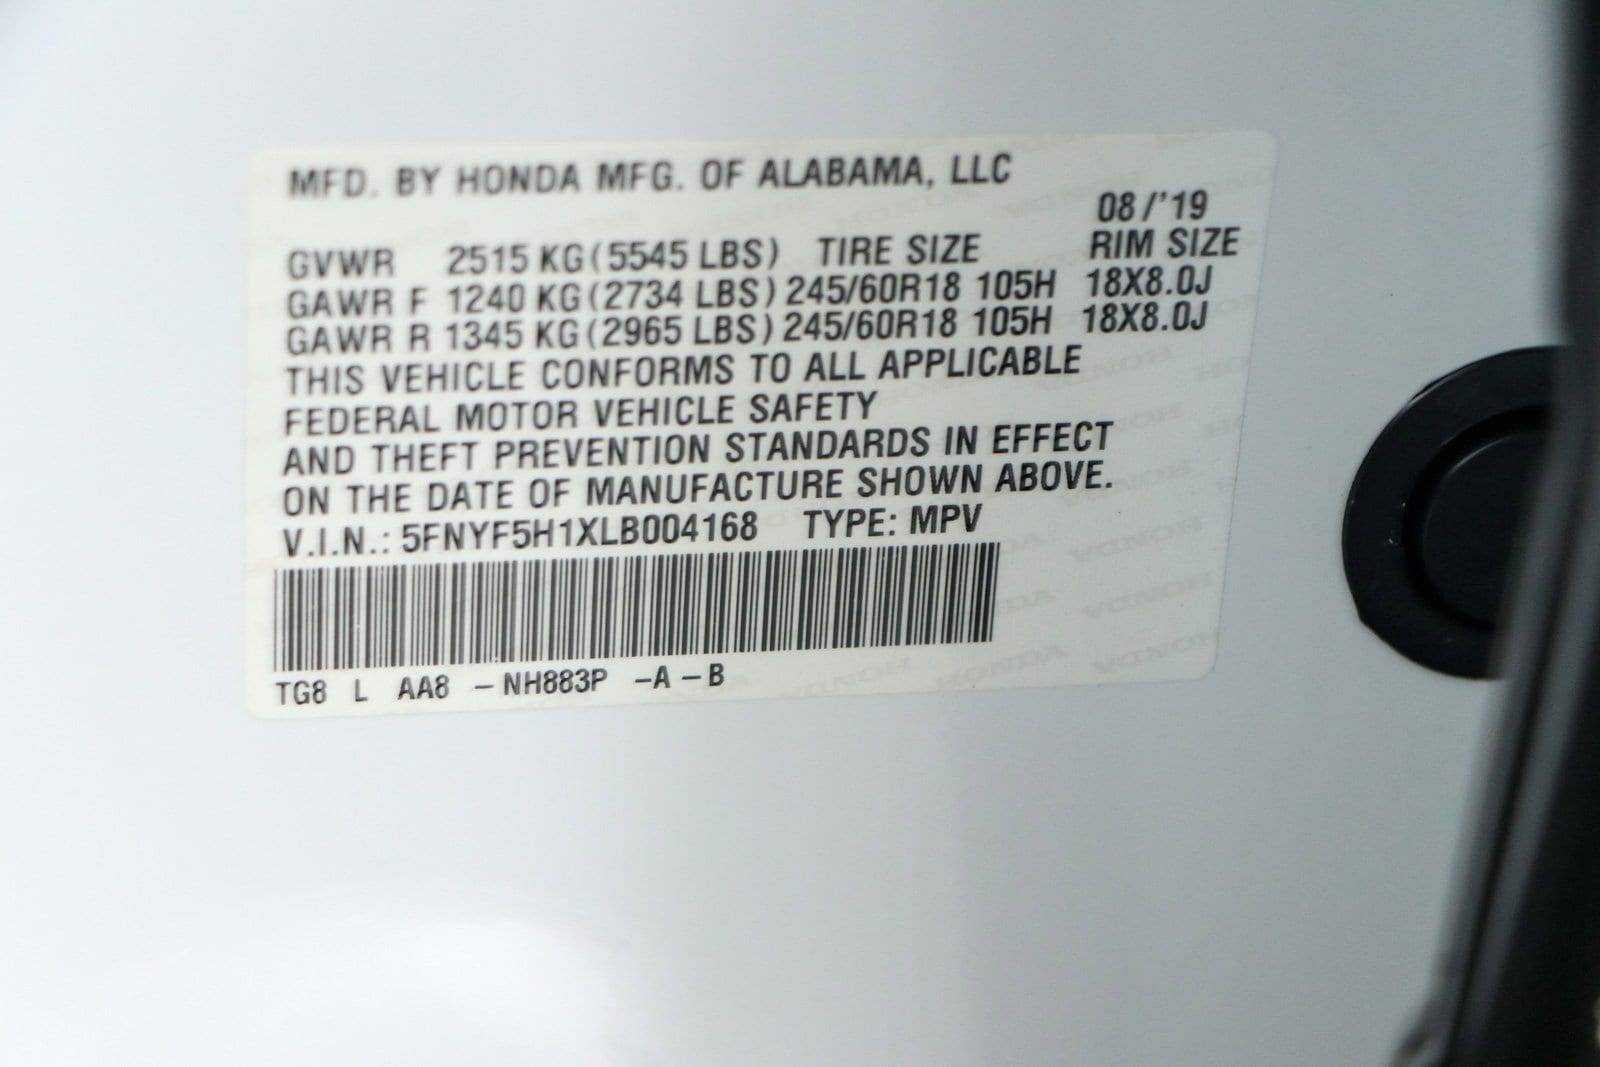 MFD. BY HONDA MFG. OF ALABAMA, LLC
08/'19
GVWR 2515 KG (5545 LBS) TIRE SIZE RIM SIZE
GAWR F 1240 KG (2734 LBS) 245/60R18 105H 18X8.0J
GAWR R 1345 KG (2965 LBS) 245/60R18 105H 18X8.0J
THIS VEHICLE CONFORMS TO ALL APPLICABLE
FEDERAL MOTOR VEHICLE SAFETY
AND THEFT PREVENTION STANDARDS IN EFFECT
ON THE DATE OF MANUFACTURE SHOWN ABOVE.
V.I.N.: 5FNYF5H1XLB004168 TYPE: MPV
TG8 L AA8 - NH883P -A - B